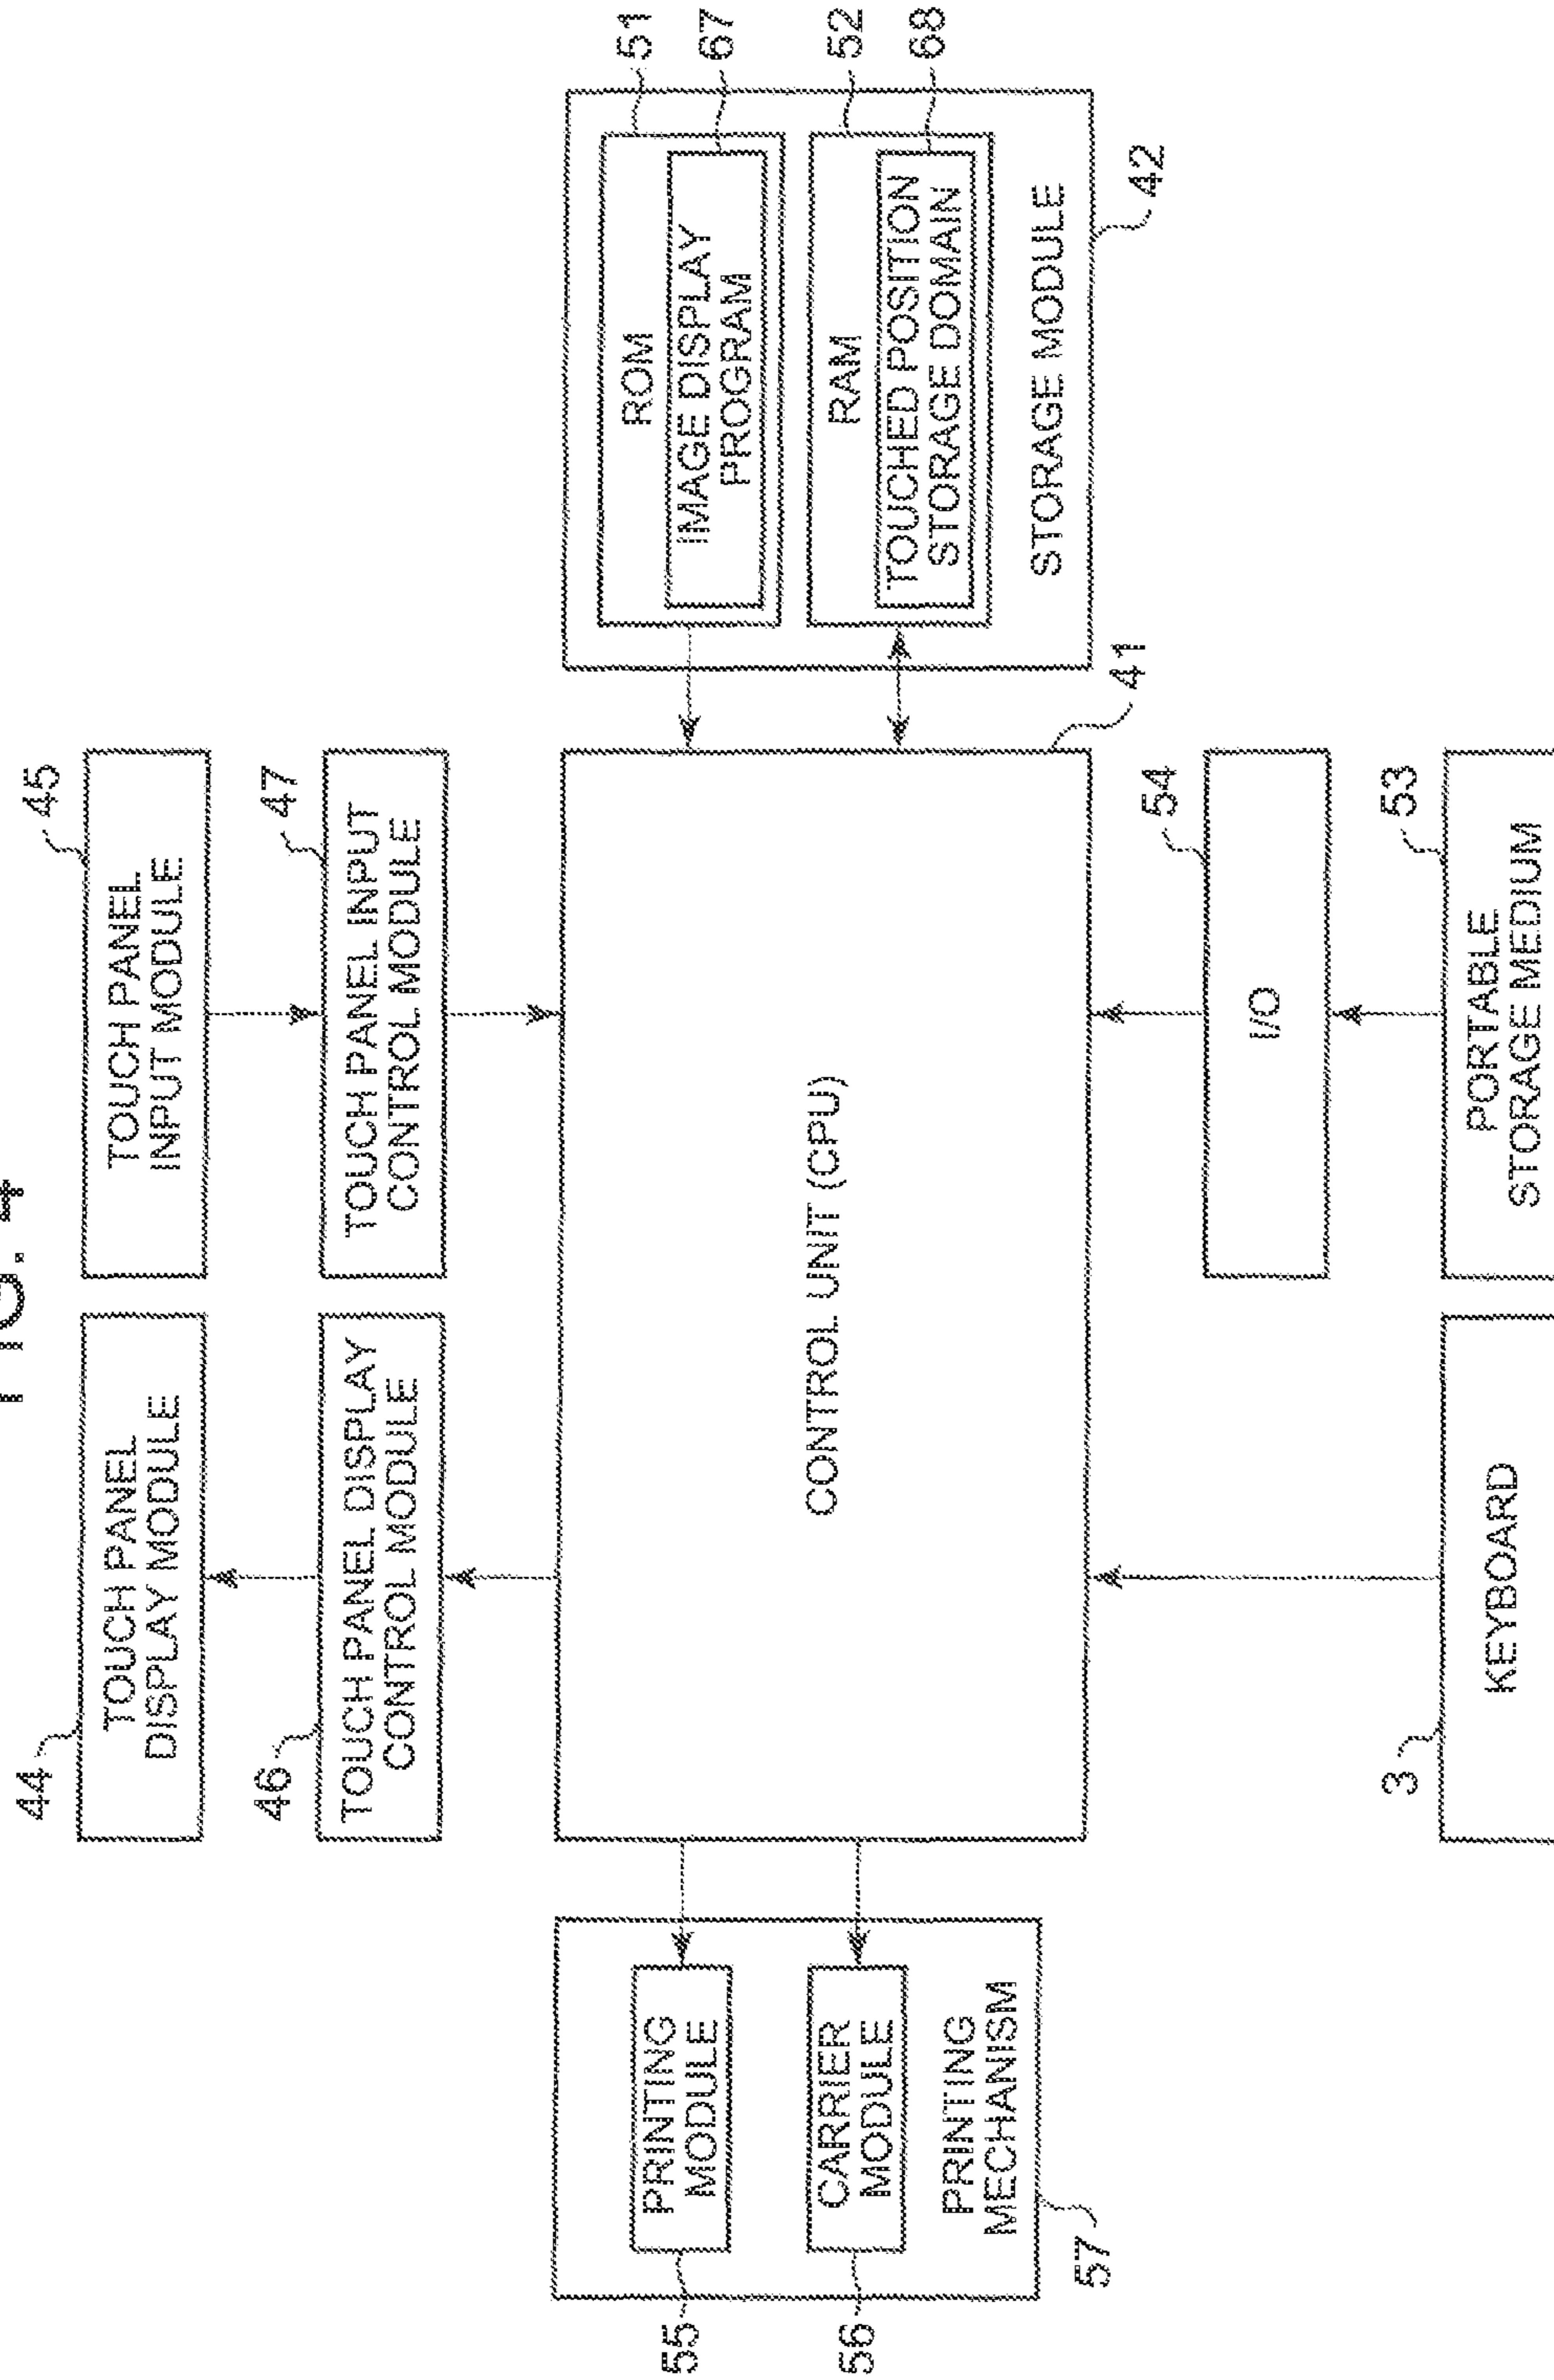 FIG. 4
44
TOUCH PANEL
DISPLAY MODULE
45
TOUCH PANEL
INPUT MODULE
46
TOUCH PANEL DISPLAY
CONTROL MODULE
47
TOUCH PANEL INPUT
CONTROL MODULE
55
PRINTING
MODULE
56
CARRIER
MODULE
PRINTING
MECHANISM
57
CONTROL UNIT (CPU)
41
ROM
51
IMAGE DISPLAY
PROGRAM
67
RAM
52
TOUCHED POSITION
STORAGE DOMAIN
68
STORAGE MODULE
42
54
I/O
3
KEYBOARD
53
PORTABLE
STORAGE MEDIUM